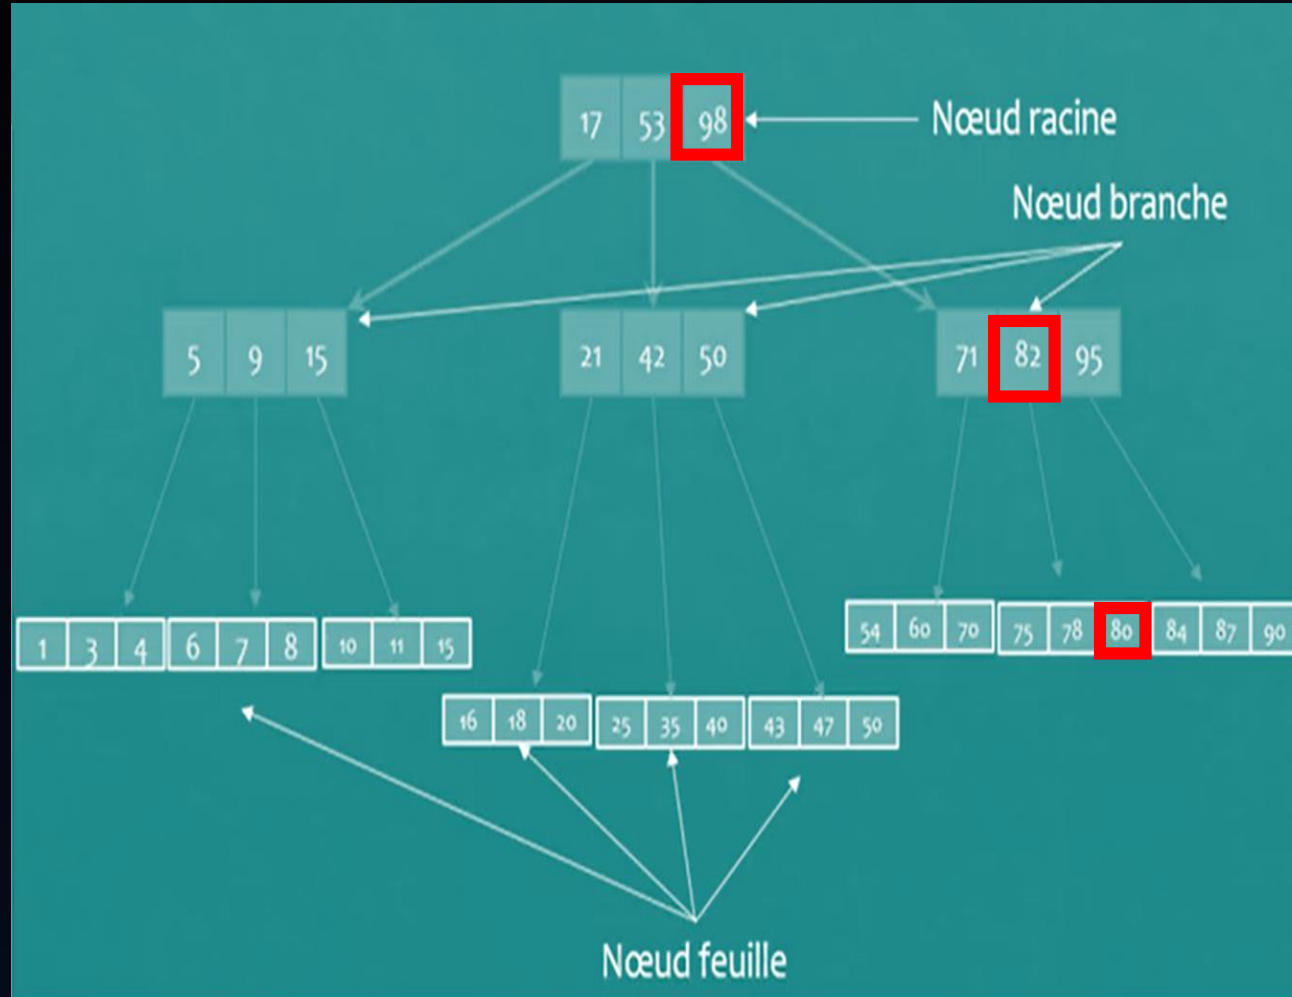 17 53 98
Nœud racine
Nœud branche
5 9 15
21 42 50
71 82 95
1 3 4 6 7 8 10 11 15
54 60 70 75 78 80 84 87 90
16 18 20 25 35 40 43 47 50
Nœud feuille